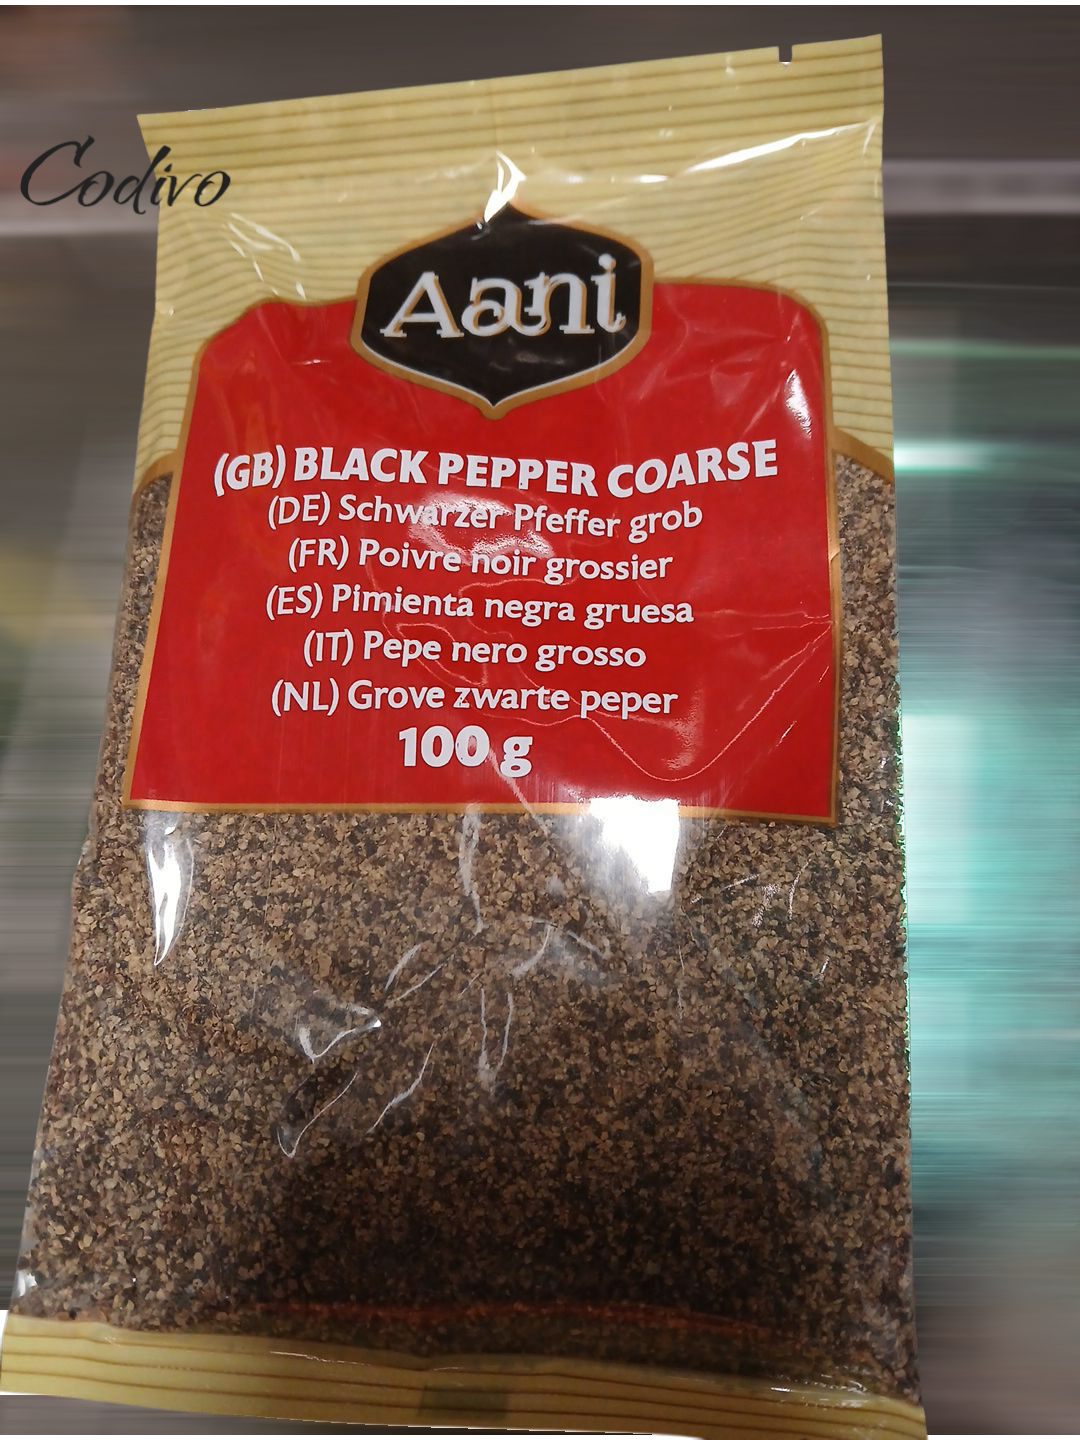 Codivo
Aani
(GB) BLACK PEPPER COARSE
(DE) Schwarzer Pfeffer grob
(FR) Poivre noir grossier
(ES) Pimienta negra gruesa
(IT) Pepe nero grosso
(NL) Grove zwarte peper
100 g